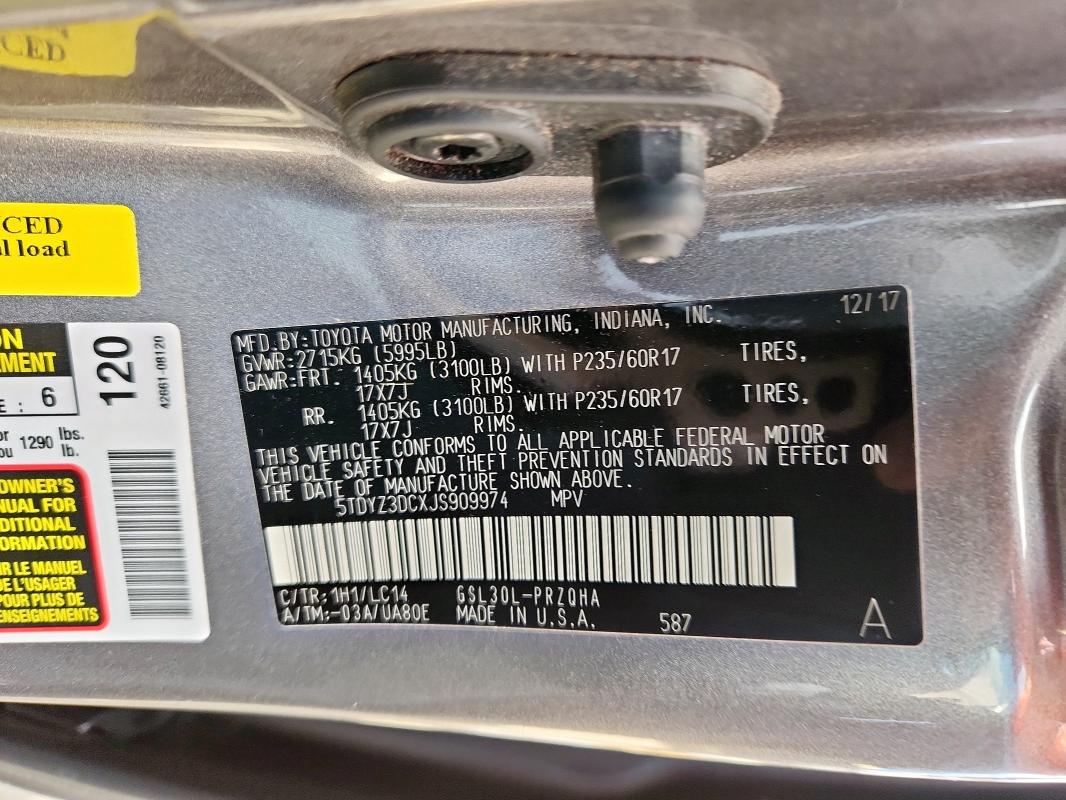 CED
CED
al load
ON
EMENT
E : 6
or
ou 1290 lbs.
lb.
120
42661-08120
OWNER'S
NUAL FOR
DITIONAL
ORMATION
IR LE MANUEL
DE L'USAGER
POUR PLUS DE
ENSEIGNEMENTS
12/17
MFD.BY:TOYOTA MOTOR MANUFACTURING, INDIANA, INC.
GVWR:2715KG (5995LB)
GAWR:FRT. 1405KG (3100LB) WITH P235/60R17 TIRES,
17X7J RIMS.
RR. 1405KG (3100LB) WITH P235/60R17 TIRES,
17X7J RIMS.
THIS VEHICLE CONFORMS TO ALL APPLICABLE FEDERAL MOTOR
VEHICLE SAFETY AND THEFT PREVENTION STANDARDS IN EFFECT ON
THE DATE OF MANUFACTURE SHOWN ABOVE.
5TDYZ3DCXJS909974 MPV
C/TR:1H1/LC14 GSL30L-PRZQHA
A/TM:-03A/UA80E MADE IN U.S.A. 587
A